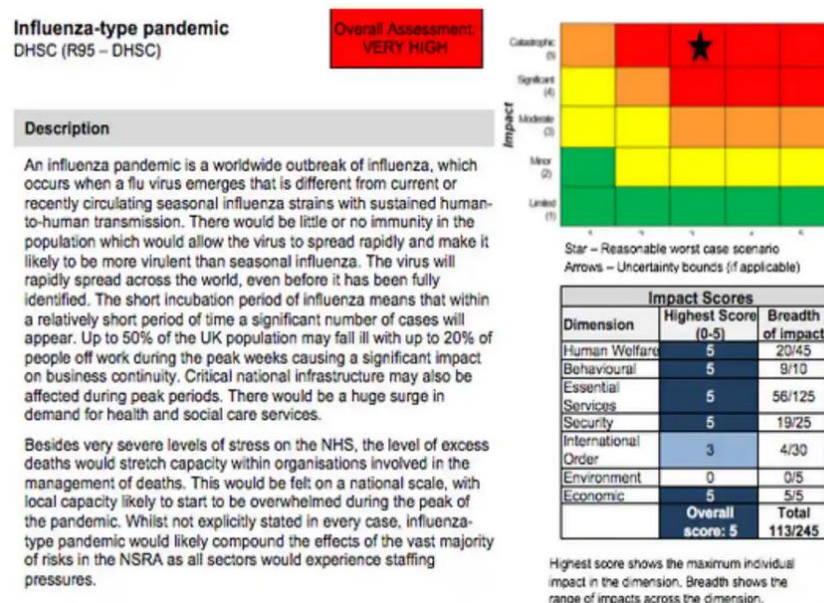 Influenza-type pandemic
DHSC (R95 – DHSC)
Overall Assessment:
VERY HIGH
Description
An influenza pandemic is a worldwide outbreak of influenza, which
occurs when a flu virus emerges that is different from current or
recently circulating seasonal influenza strains with sustained human-
to-human transmission. There would be little or no immunity in the
population which would allow the virus to spread rapidly and make it
likely to be more virulent than seasonal influenza. The virus will
rapidly spread across the world, even before it has been fully
identified. The short incubation period of influenza means that within
a relatively short period of time a significant number of cases will
appear. Up to 50% of the UK population may fall ill with up to 20% of
people off work during the peak weeks causing a significant impact
on business continuity. Critical national infrastructure may also be
affected during peak periods. There would be a huge surge in
demand for health and social care services.
Besides very severe levels of stress on the NHS, the level of excess
deaths would stretch capacity within organisations involved in the
management of deaths. This would be felt on a national scale, with
local capacity likely to start to be overwhelmed during the peak of
the pandemic. Whilst not explicitly stated in every case, influenza-
type pandemic would likely compound the effects of the vast majority
of risks in the NSRA as all sectors would experience staffing
pressures.
Impact
Catastrophic
(5)
Significant
(4)
Moderate
(3)
Minor
(2)
Limited
(1)
Star – Reasonable worst case scenario
Arrows – Uncertainty bounds (if applicable)
Impact Scores
Dimension Highest Score (0-5) Breadth of impact
Human Welfare 5 20/45
Behavioural 5 9/10
Essential Services 5 56/125
Security 5 19/25
International Order 3 4/30
Environment 0 0/5
Economic 5 5/5
Overall score: 5 Total 113/245
Highest score shows the maximum individual
impact in the dimension. Breadth shows the
range of impacts across the dimension.